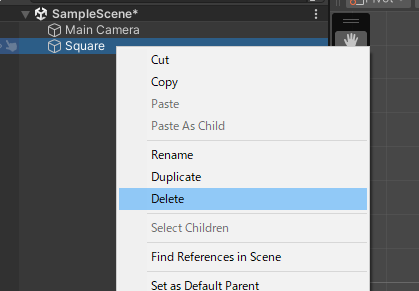 Pivot
SampleScene*
Main Camera
Square
Cut
Copy
Paste
Paste As Child
Rename
Duplicate
Delete
Select Children
Find References in Scene
Set as Default Parent